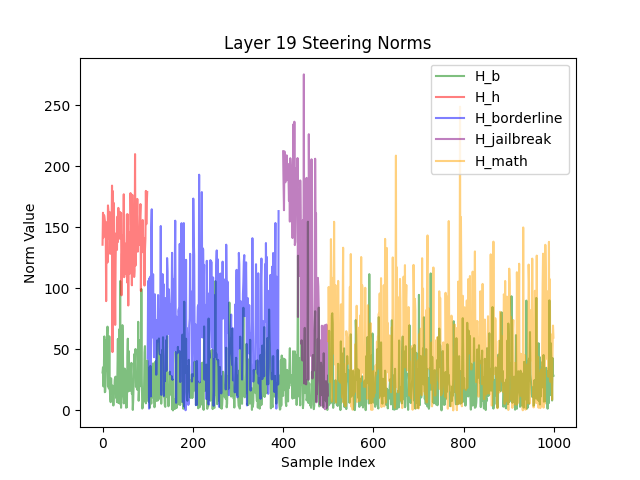 Layer 19 Steering Norms
H_b
H_h
H_borderline
H_jailbreak
H_math
Norm Value
250
200
150
100
50
0
0 200 400 600 800 1000
Sample Index